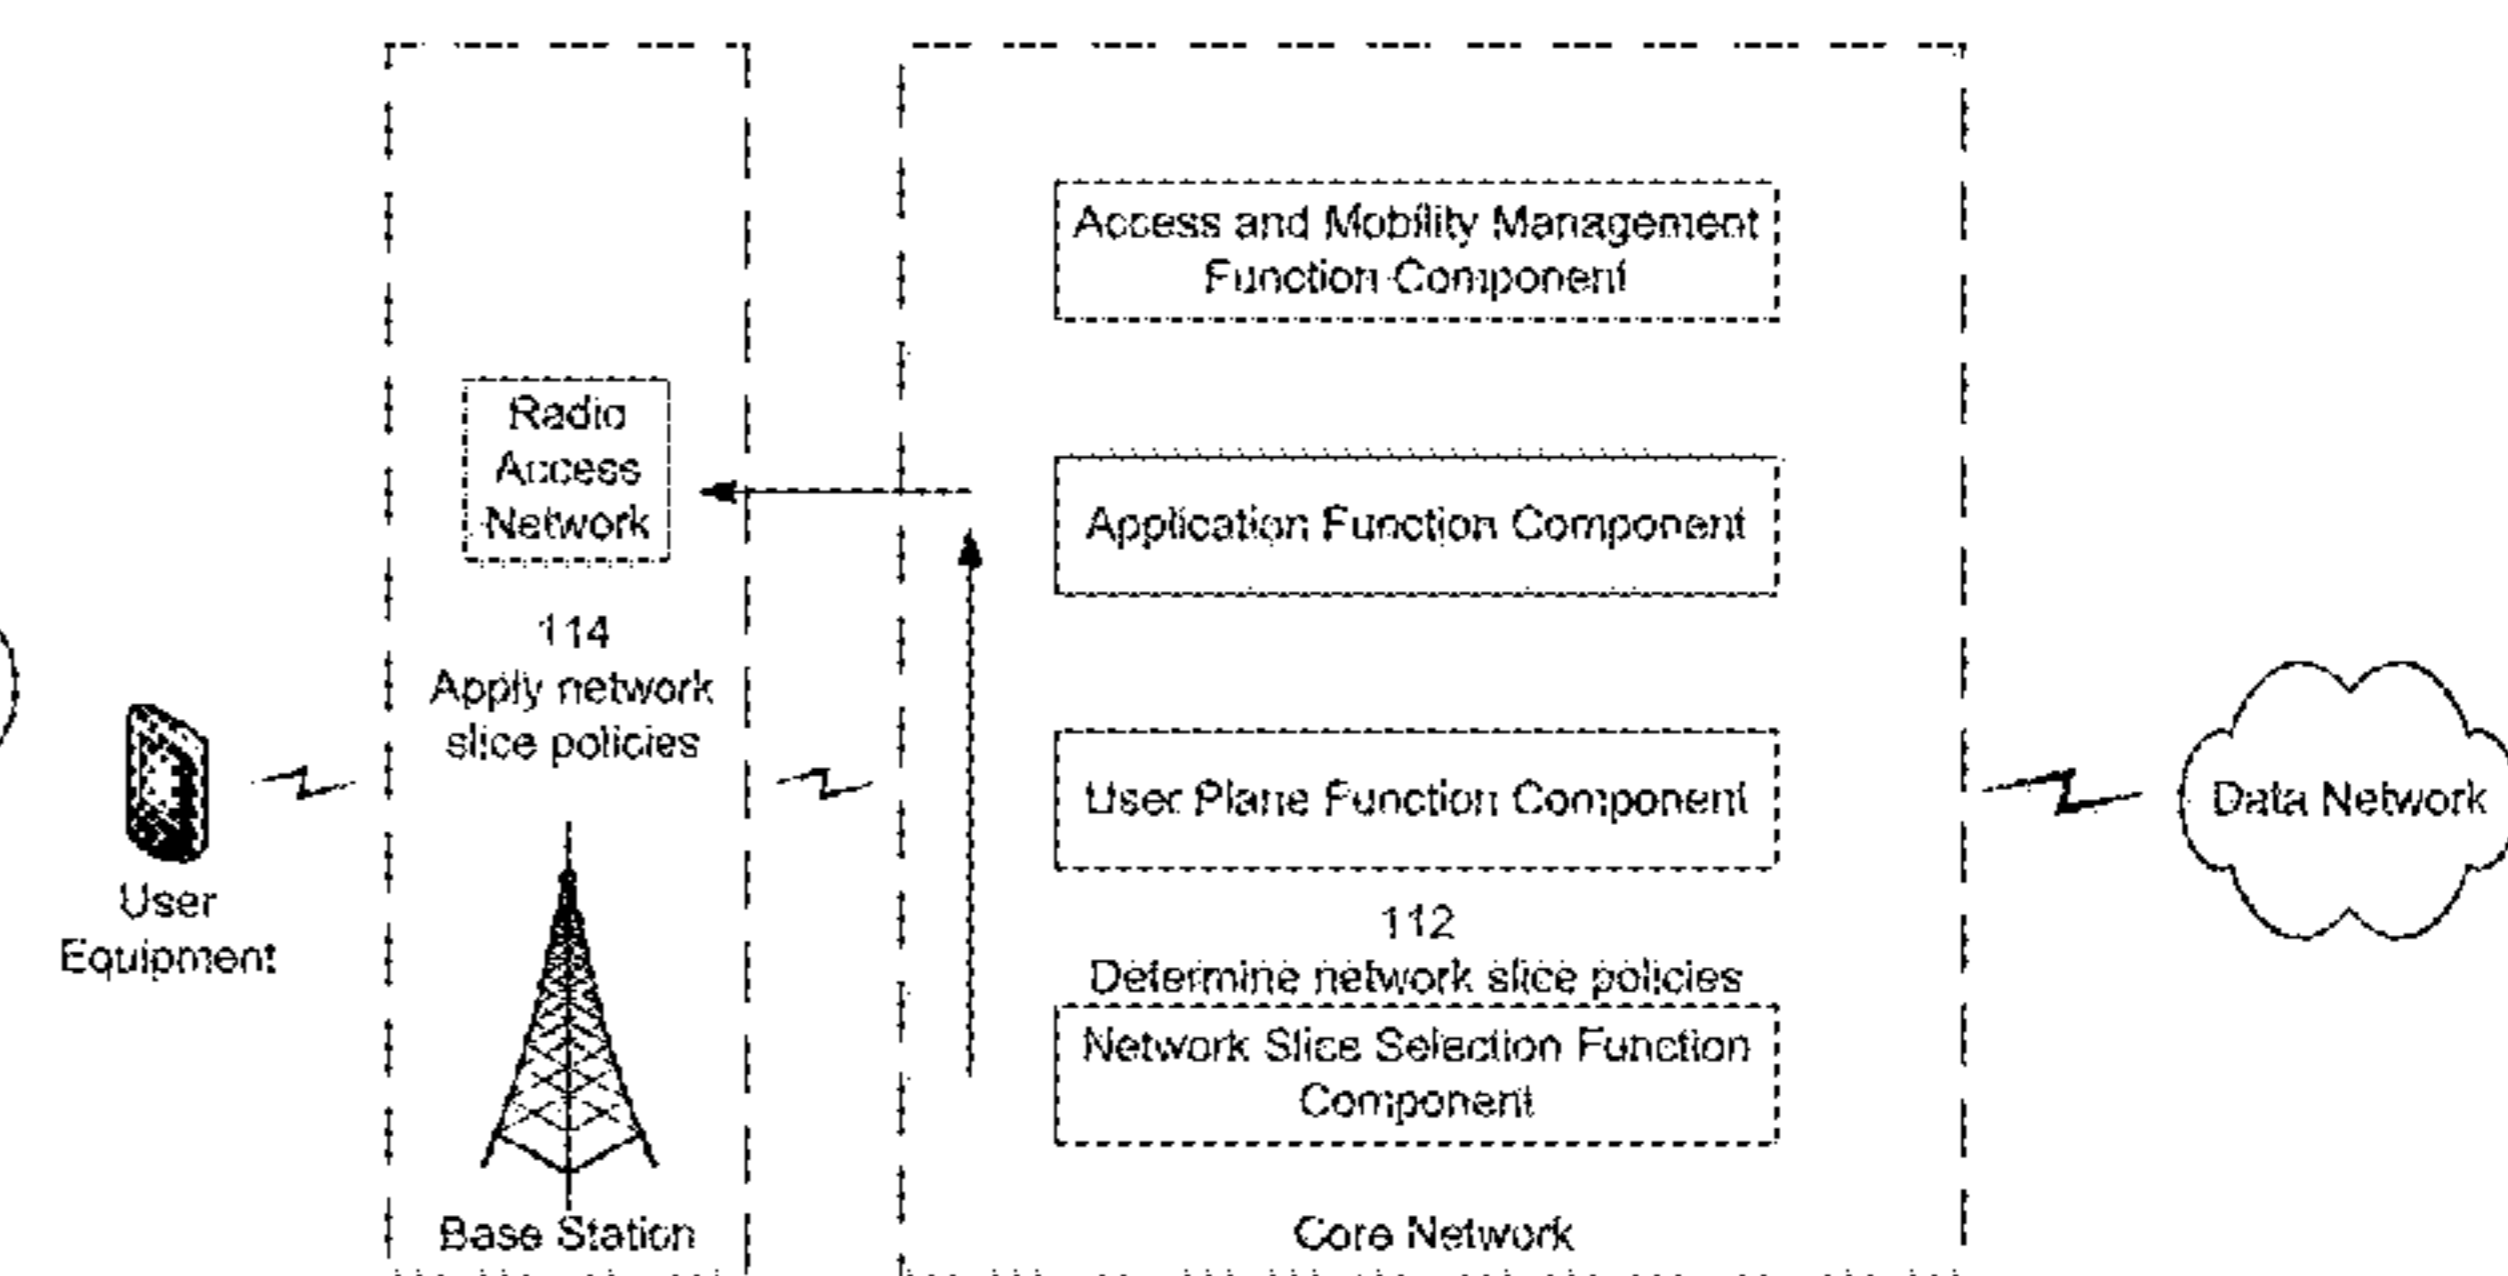 Access and Mobility Management
Function Component
Radio
Access
Network
Application Function Component
114
Apply network
slice policies
User Plane Function Component
Data Network
User
Equipment
112
Determine network slice policies
Network Slice Selection Function
Component
Base Station
Core Network